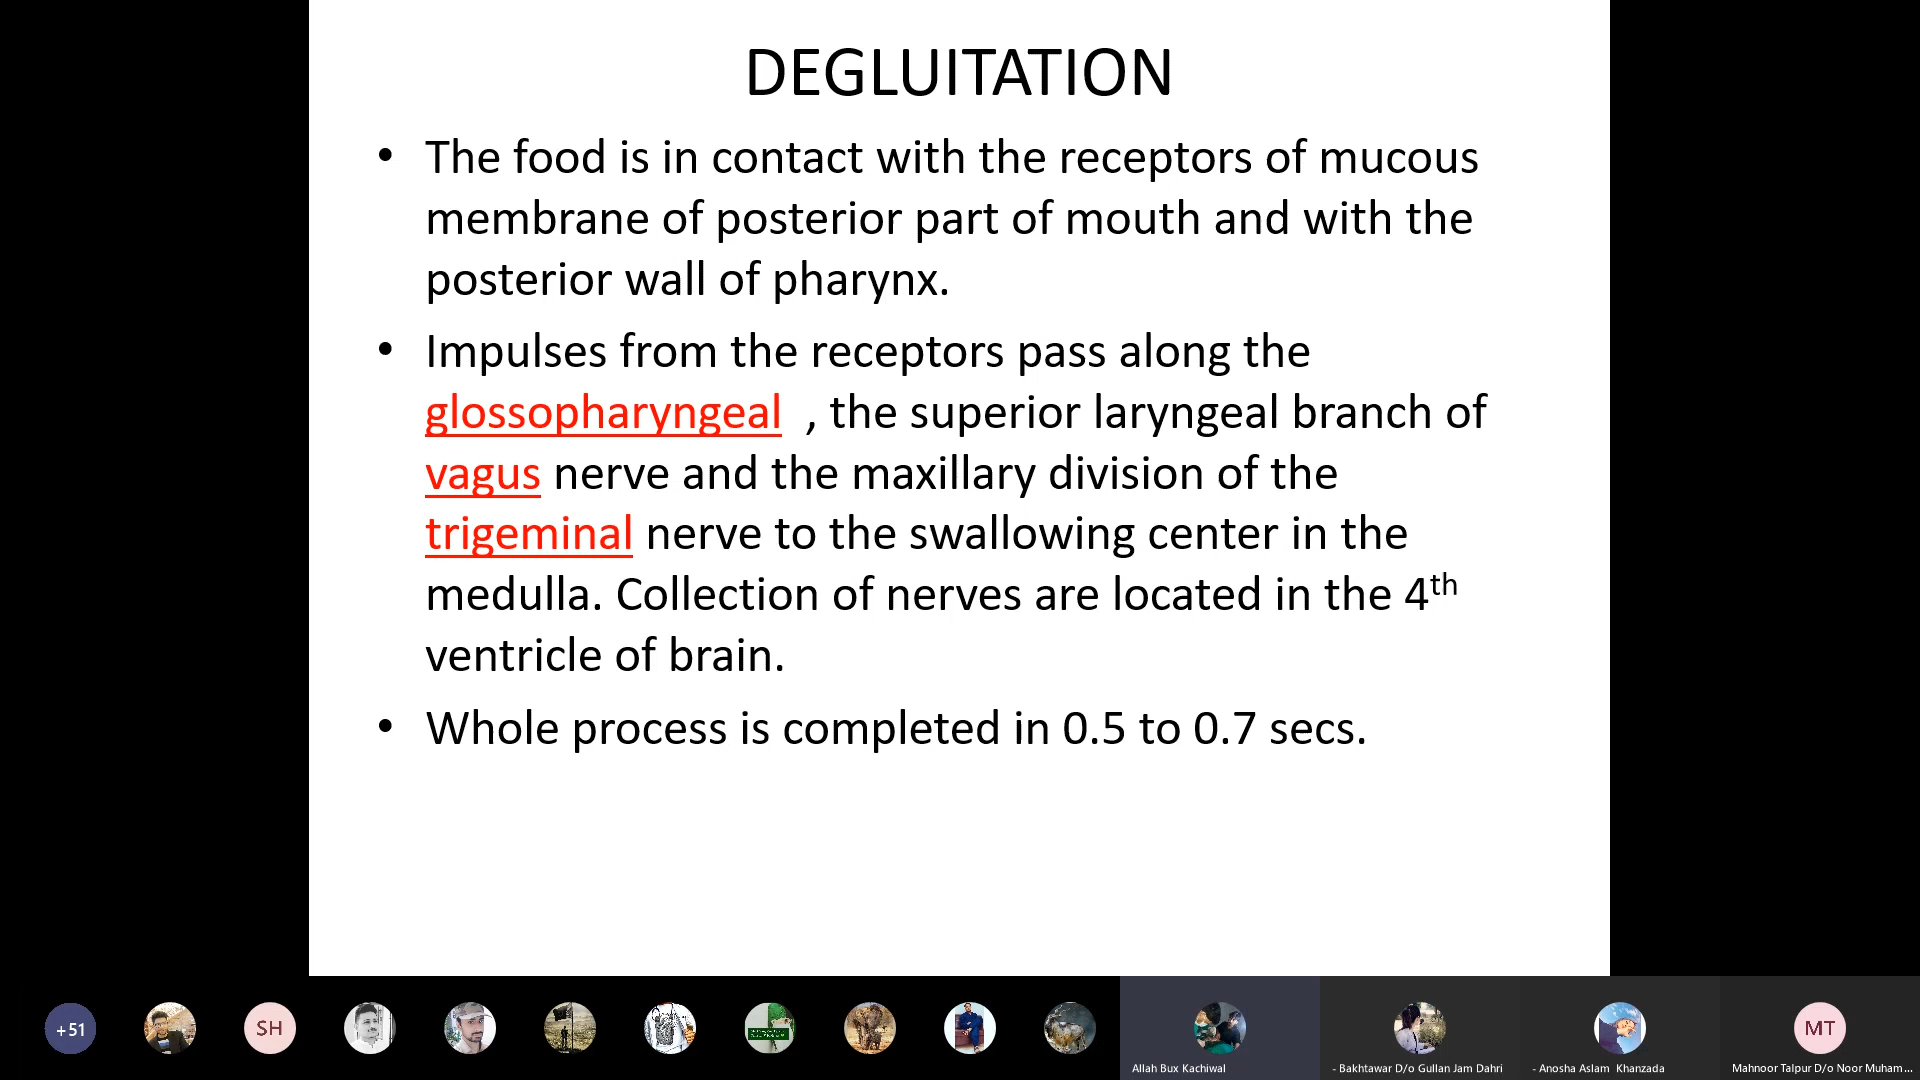 DEGLUITATION
• The food is in contact with the receptors of mucous
membrane of posterior part of mouth and with the
posterior wall of pharynx.
• Impulses from the receptors pass along the
glossopharyngeal , the superior laryngeal branch of
vagus nerve and the maxillary division of the
trigeminal nerve to the swallowing center in the
medulla. Collection of nerves are located in the 4th
ventricle of brain.
• Whole process is completed in 0.5 to 0.7 secs.
+51
SH
MT
Allah Bux Kachiwal
- Bakhtawar D/o Gullan Jam Dahri
- Anosha Aslam Khanzada
Mahnoor Talpur D/o Noor Muham...